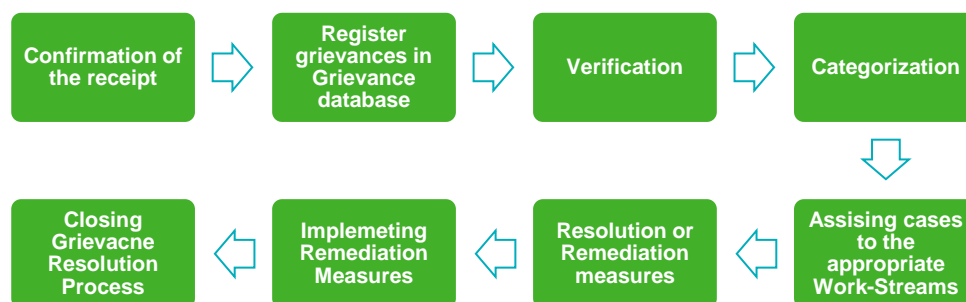 Confirmation of
the receipt
Register
grievances in
Grievance
database
Verification
Categorization
Assising cases
to the
appropriate
Work-Streams
Resolution or
Remediation
measures
Implemeting
Remediation
Measures
Closing
Grievacne
Resolution
Process